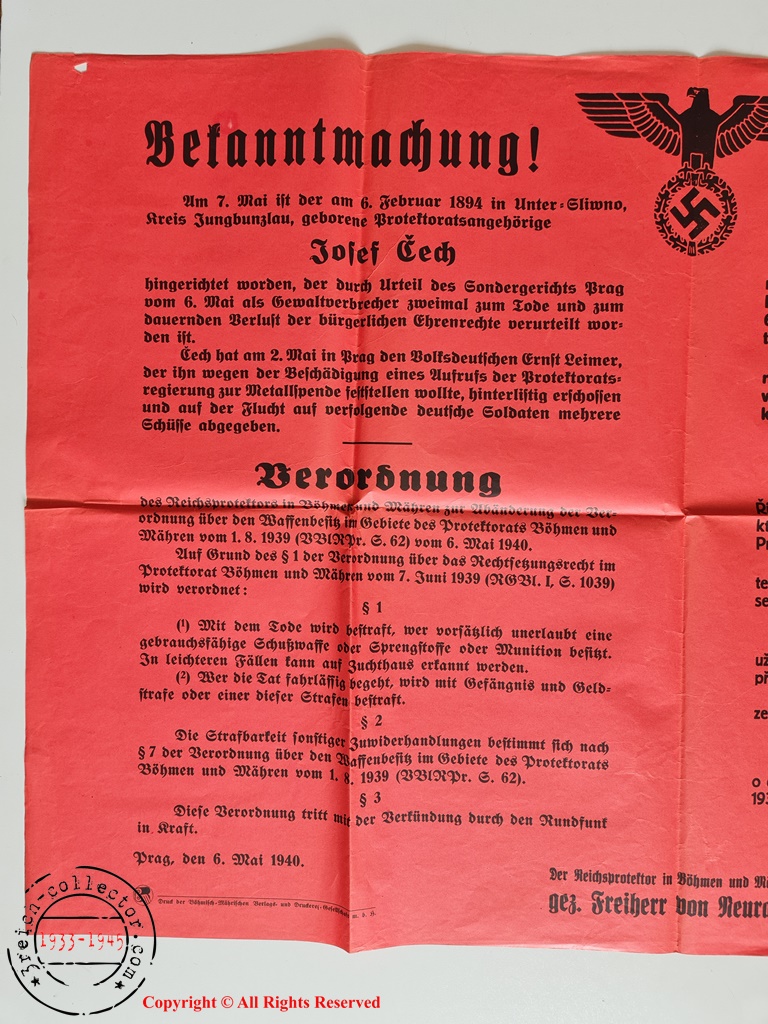 Bekanntmachung!
Am 7. Mai ist der am 6. Februar 1894 in Unter-Sliwno,
Kreis Jungbunzlau, geborene Protektoratsangehörige
Josef Čech
hingerichtet worden, der durch Urteil des Sondergerichts Prag
vom 6. Mai als Gewaltverbrecher zweimal zum Tode und zum
dauernden Verlust der bürgerlichen Ehrenrechte verurteilt wor-
den ist.
Čech hat am 2. Mai in Prag den Volksdeutschen Ernst Leimer,
der ihn wegen der Beschädigung eines Aufrufs der Protektorats-
regierung zur Metallspende feststellen wollte, hinterlistig erschossen
und auf der Flucht auf verfolgende deutsche Soldaten mehrere
Schüsse abgegeben.
Verordnung
des Reichsprotektors in Böhmen und Mähren zur Abänderung der Ver-
ordnung über den Waffenbesitz im Gebiete des Protektorats Böhmen und
Mähren vom 1. 8. 1939 (VBlRPr. S. 62) vom 6. Mai 1940.
Auf Grund des § 1 der Verordnung über das Rechtsetzungsrecht im
Protektorat Böhmen und Mähren vom 7. Juni 1939 (RGBl. I, S. 1039)
wird verordnet:
§ 1
(1) Mit dem Tode wird bestraft, wer vorsätzlich unerlaubt eine
gebrauchsfähige Schußwaffe oder Sprengstoffe oder Munition besitzt.
In leichteren Fällen kann auf Zuchthaus erkannt werden.
(2) Wer die Tat fahrlässig begeht, wird mit Gefängnis und Geld-
strafe oder einer dieser Strafen bestraft.
§ 2
Die Strafbarkeit sonstiger Zuwiderhandlungen bestimmt sich nach
§ 7 der Verordnung über den Waffenbesitz im Gebiete des Protektorats
Böhmen und Mähren vom 1. 8. 1939 (VBlRPr. S. 62).
§ 3
Diese Verordnung tritt mit der Verkündung durch den Rundfunk
in Kraft.
Prag, den 6. Mai 1940.
Der Reichsprotektor in Böhmen und
gez. Freiherr von
Druck der Böhmisch-Mährischen Verlags- und Druckerei-Gesellschaft m. b. H.
3reich-collector.com
1933-1945
Copyright © All Rights Reserved